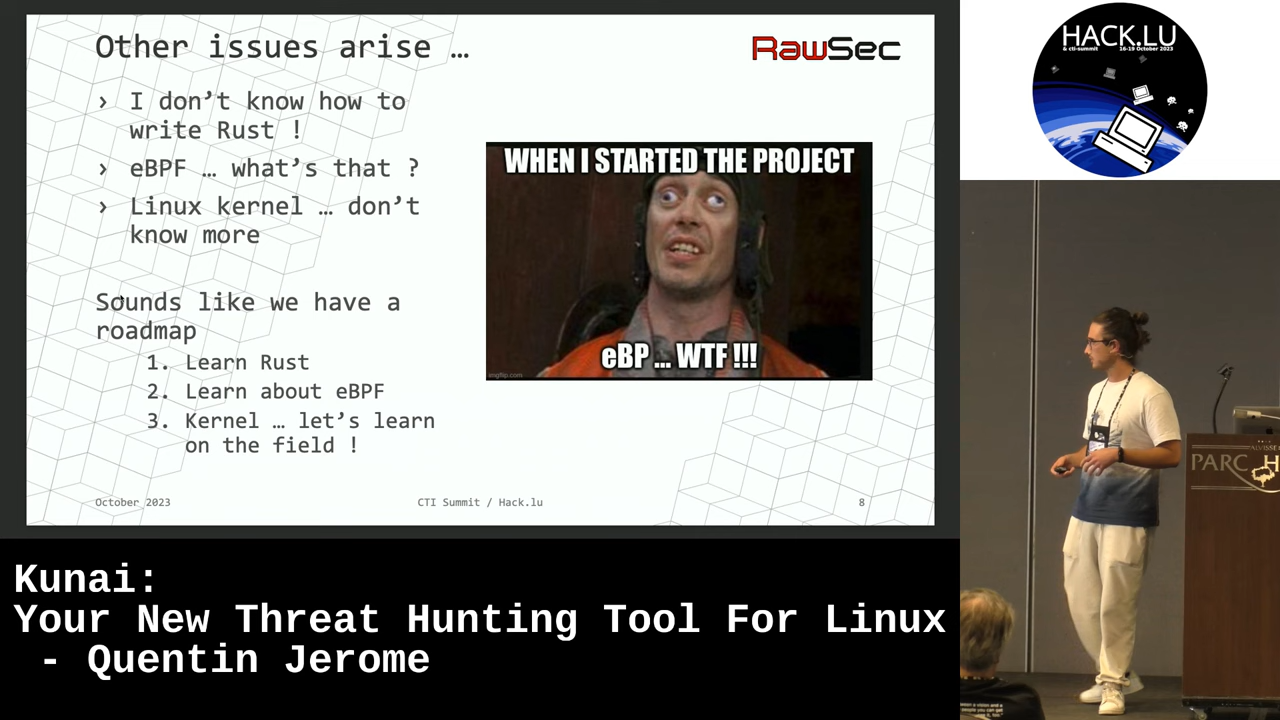 Other issues arise …
RawSec
› I don’t know how to
write Rust !
› eBPF … what’s that ?
› Linux kernel … don’t
know more
Sounds like we have a
roadmap
1. Learn Rust
2. Learn about eBPF
3. Kernel … let’s learn
on the field !
WHEN I STARTED THE PROJECT
eBP ... WTF !!!
imgflip.com
October 2023
CTI Summit / Hack.lu
8
HACK.LU
& cti-summit 16-19 October 2023
PARC H
Kunai:
Your New Threat Hunting Tool For Linux
- Quentin Jerome